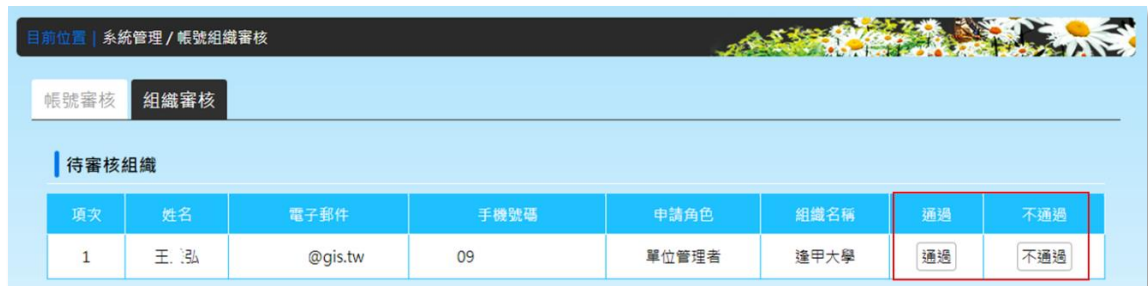 目前位置 | 系統管理 / 帳號組織審核
帳號審核 組織審核
待審核組織
項次 姓名 電子郵件 手機號碼 申請角色 組織名稱 通過 不通過
1 王 弘 @gis.tw 09 單位管理者 逢甲大學 通過 不通過